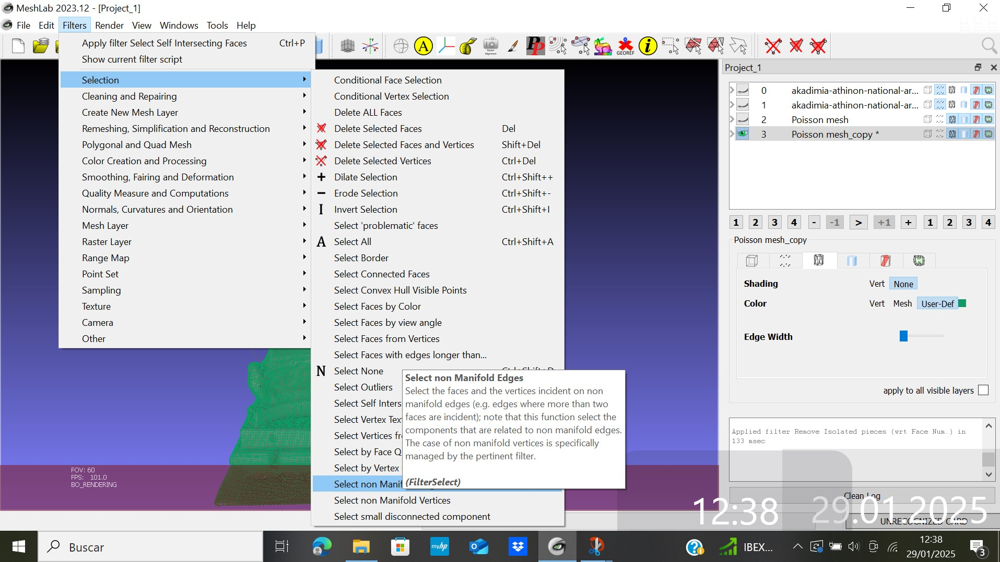 MeshLab 2023.12 - [Project_1]
File Edit Filters Render View Windows Tools Help
Apply filter Select Self Intersecting Faces Ctrl+P
Show current filter script
Selection
Cleaning and Repairing
Create New Mesh Layer
Remeshing, Simplification and Reconstruction
Polygonal and Quad Mesh
Color Creation and Processing
Smoothing, Fairing and Deformation
Quality Measure and Computations
Normals, Curvatures and Orientation
Mesh Layer
Raster Layer
Range Map
Point Set
Sampling
Texture
Camera
Other
Conditional Face Selection
Conditional Vertex Selection
Delete ALL Faces
Delete Selected Faces Del
Delete Selected Faces and Vertices Shift+Del
Delete Selected Vertices Ctrl+Del
Dilate Selection Ctrl+Shift++
Erode Selection Ctrl+Shift+-
I Invert Selection Ctrl+Shift+I
Select 'problematic' faces
A Select All Ctrl+Shift+A
Select Border
Select Connected Faces
Select Convex Hull Visible Points
Select Faces by Color
Select Faces by view angle
Select Faces from Vertices
Select Faces with edges longer than...
N Select None
Select Outliers
Select Self Inters
Select Vertex Tex
Select Vertices fr
Select by Face Q
Select by Vertex
Select non Manif
Select non Manifold Vertices
Select small disconnected component
Select non Manifold Edges
Select the faces and the vertices incident on non
manifold edges (e.g. edges where more than two
faces are incident); note that this function select the
components that are related to non manifold edges.
The case of non manifold vertices is specifically
managed by the pertinent filter.
(FilterSelect)
A
Raster
Alignment
PP
GEOREF
i
Project_1
0 akadimia-athinon-national-ar...
1 akadimia-athinon-national-ar...
2 Poisson mesh
3 Poisson mesh_copy *
1 2 3 4 - -1 > +1 + 1 2 3 4
Poisson mesh_copy
Shading Vert None
Color Vert Mesh User-Def
Edge Width
apply to all visible layers
Applied filter Remove Isolated pieces (wrt Face Num.) in
133 msec
Clean Log
UNRECOGNIZED CARD
12:38 29.01.2025
FOV: 60
FPS: 101.0
BO_RENDERING
Buscar
myhp
IBEX...
12:38
29/01/2025
3